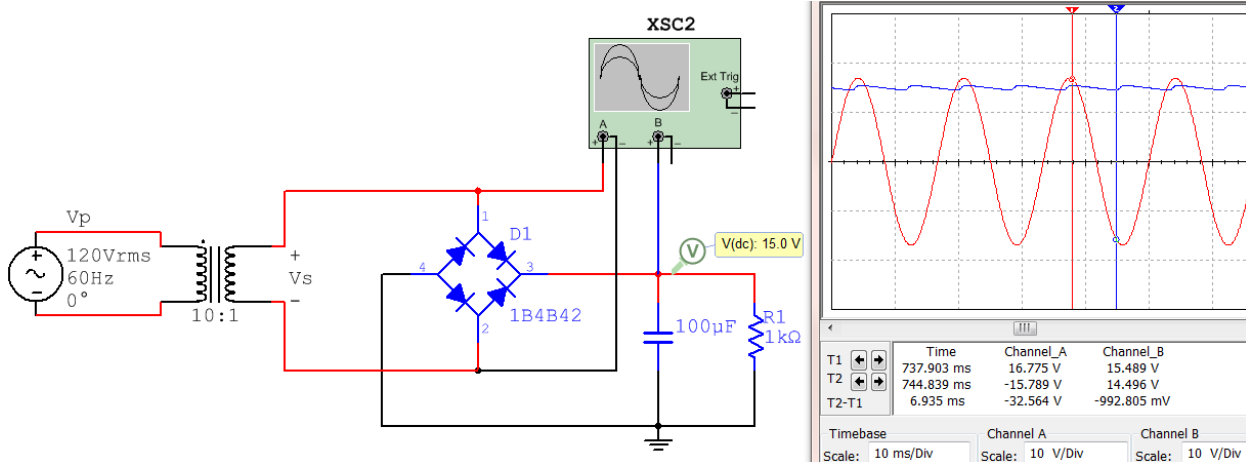 XSC2
Ext Trig
+
−
A
B
+
−
+
−
Vp
120Vrms
60Hz
0°
+
−
10:1
+
Vs
−
1
D1
4
3
2
1B4B42
V
V(dc): 15.0 V
100µF
R1
1kΩ
1
2
Time Channel_A Channel_B
T1 737.903 ms 16.775 V 15.489 V
T2 744.839 ms -15.789 V 14.496 V
T2-T1 6.935 ms -32.564 V -992.805 mV
Timebase Channel A Channel B
Scale: 10 ms/Div Scale: 10 V/Div Scale: 10 V/Div